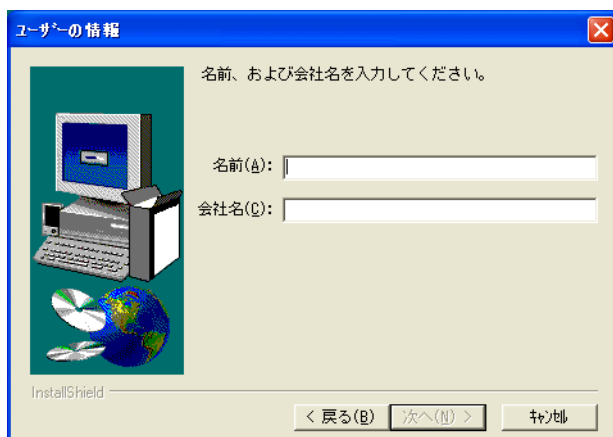 ﾕｰｻﾞｰの情報
名前、および会社名を入力してください。
名前(A):
会社名(C):
InstallShield
< 戻る(B)
次へ(N) >
ｷｬﾝｾﾙ